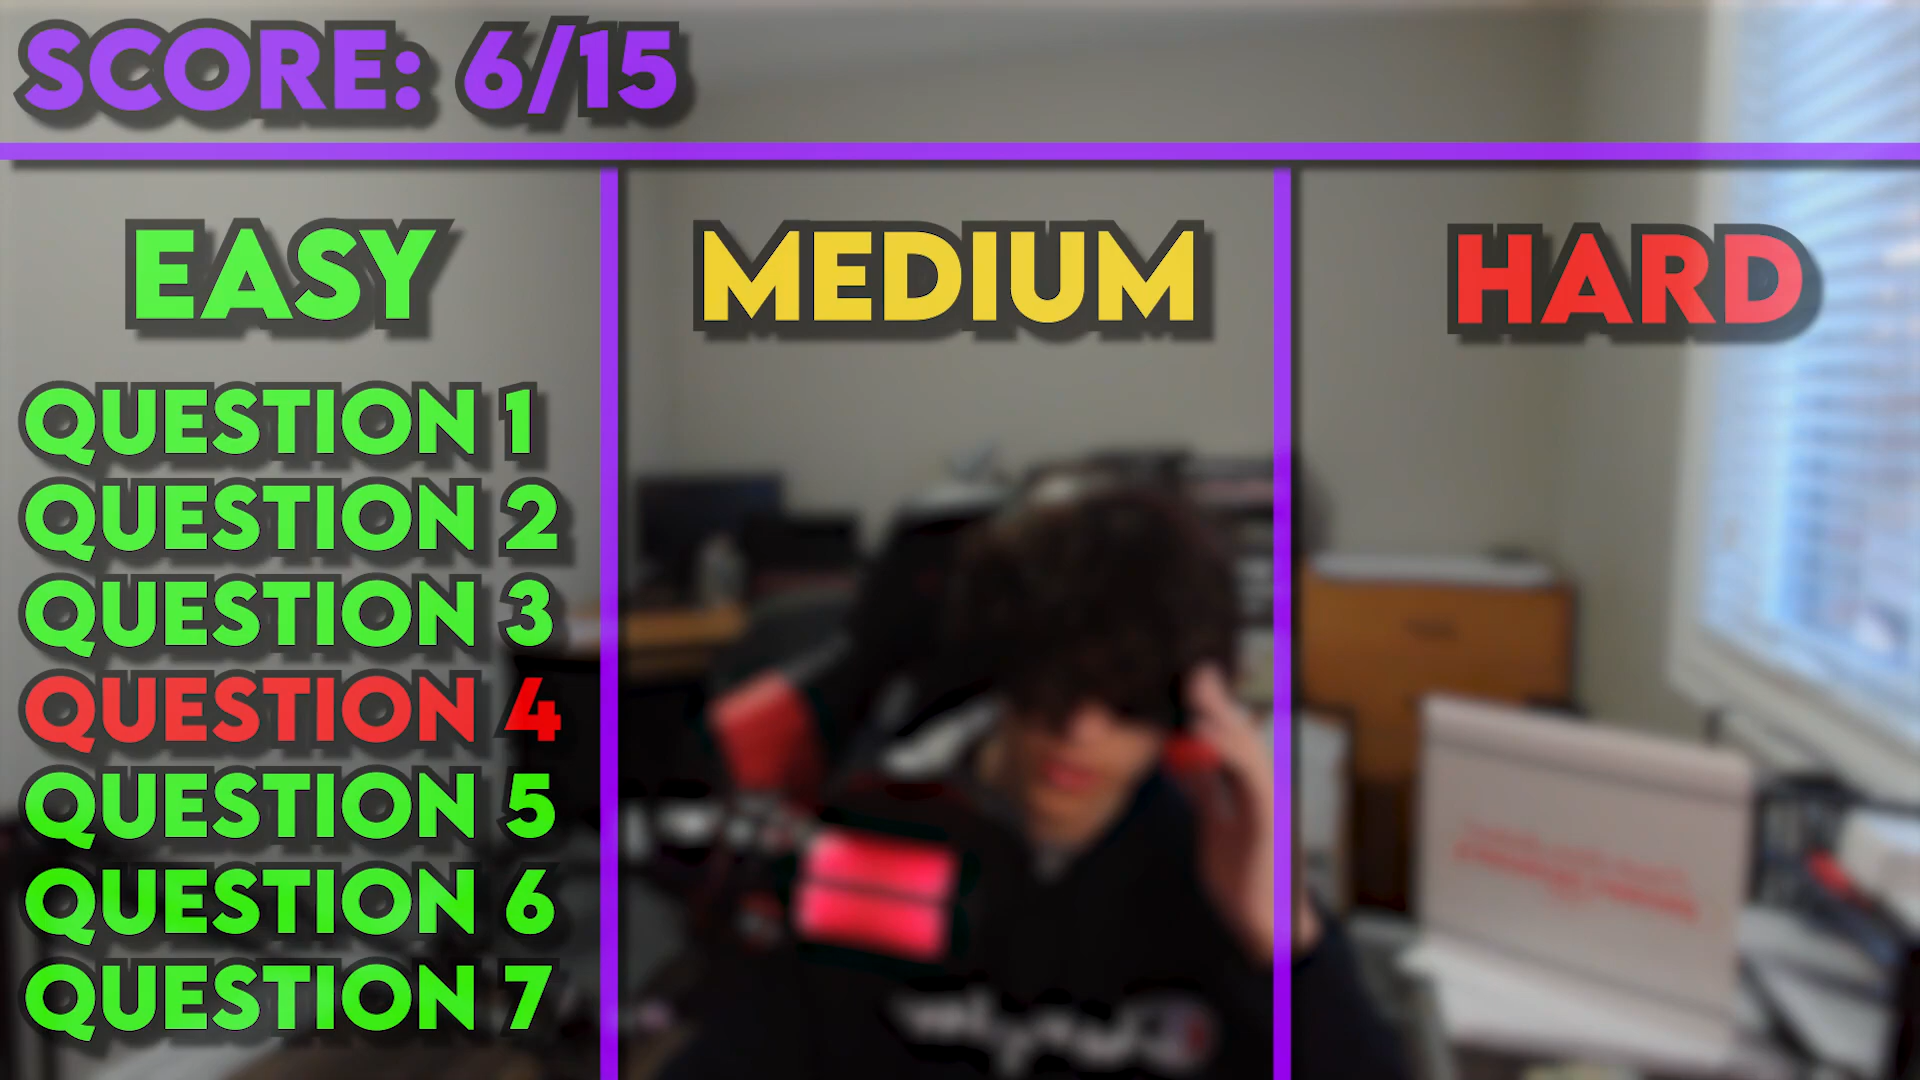 SCORE: 6/15
EASY
MEDIUM
HARD
QUESTION 1
QUESTION 2
QUESTION 3
QUESTION 4
QUESTION 5
QUESTION 6
QUESTION 7